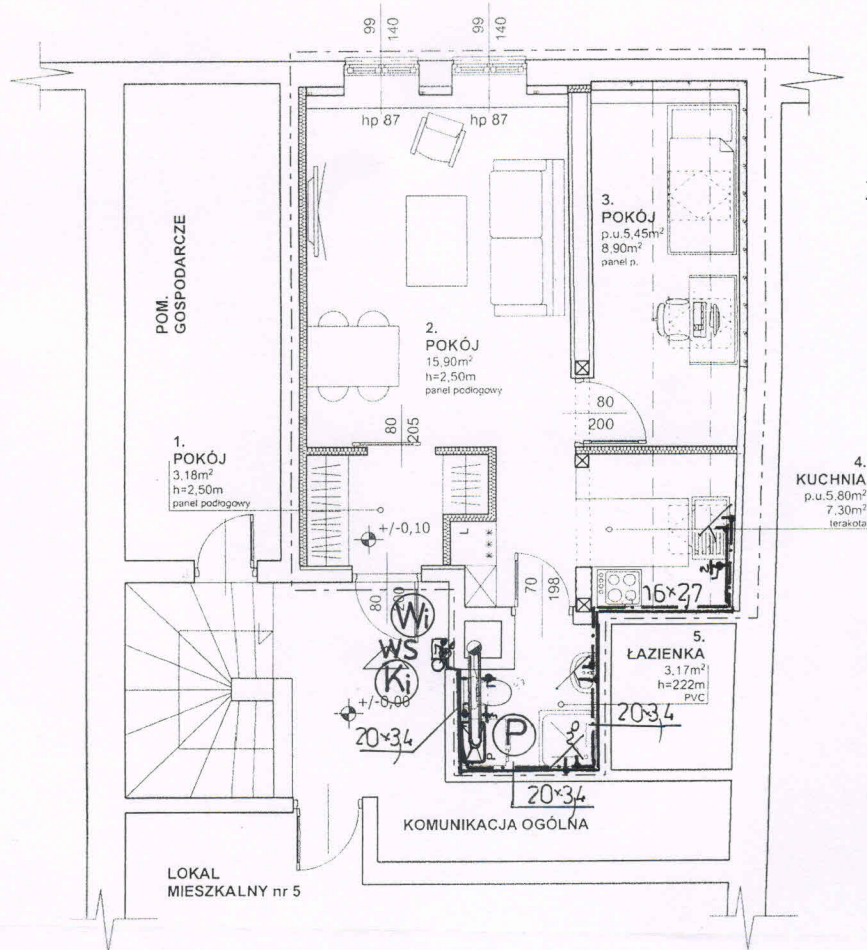 99
140
99
140
hp 87
hp 87
POM.
GOSPODARCZE
3.
POKÓJ
p.u.5,45m²
8,90m²
panel p.
2.
POKÓJ
15,90m²
h=2,50m
panel podłogowy
80
205
80
200
1.
POKÓJ
3,18m²
h=2,50m
panel podłogowy
4.
KUCHNIA
p.u.5,80m²
7,30m²
terakota
+/-0,10
L
70
198
80
200
16×27
Wi
WS
Ki
5.
ŁAZIENKA
3,17m²
h=222m
PVC
+/-0,00
20×34
P
P
20×34
20×34
KOMUNIKACJA OGÓLNA
LOKAL
MIESZKALNY nr 5